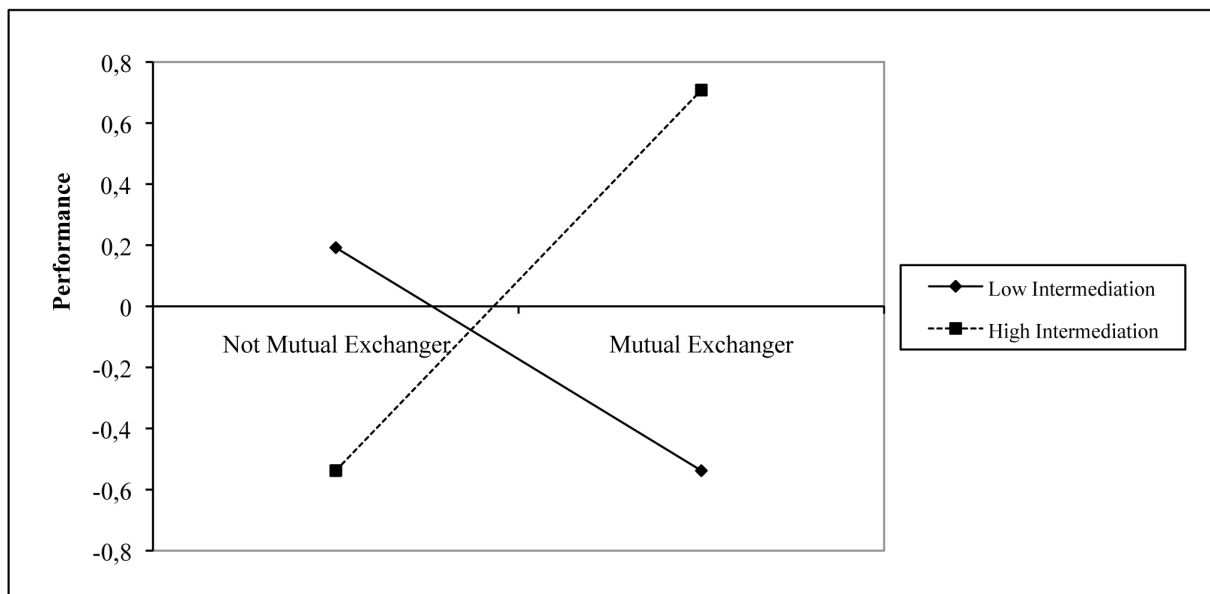 Performance
0,8
0,6
0,4
0,2
0
-0,2
-0,4
-0,6
-0,8
Not Mutual Exchanger
Mutual Exchanger
Low Intermediation
High Intermediation